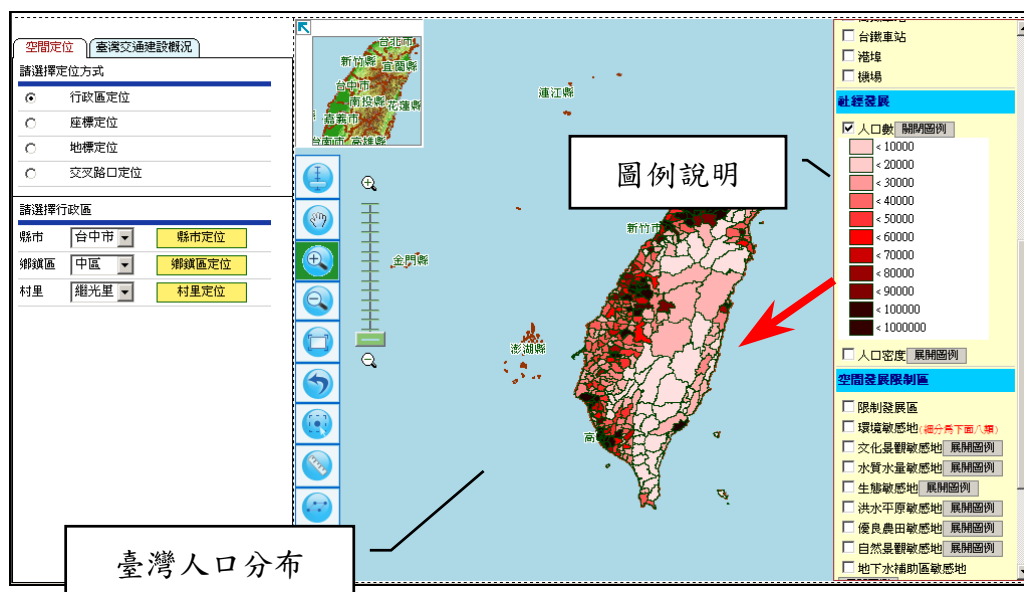 空間定位
臺灣交通建設概況
請選擇定位方式
行政區定位
座標定位
地標定位
交叉路口定位
請選擇行政區
縣市 台中市 縣市定位
鄉鎮區 中區 鄉鎮區定位
村里 繼光里 村里定位
台北市
新竹縣 宜蘭縣
台中市
南投縣 花蓮縣
嘉義市
台南市 高雄縣
連江縣
新竹市
金門縣
澎湖縣
高
圖例說明
臺灣人口分布
台鐵車站
港埠
機場
社經發展
人口數 關閉圖例
< 10000
< 20000
< 30000
< 40000
< 50000
< 60000
< 70000
< 80000
< 90000
< 100000
< 1000000
人口密度 展開圖例
空間發展限制區
限制發展區
環境敏感地(細分為下面八類)
文化景觀敏感地 展開圖例
水質水量敏感地 展開圖例
生態敏感地 展開圖例
洪水平原敏感地 展開圖例
優良農田敏感地 展開圖例
自然景觀敏感地 展開圖例
地下水補助區敏感地